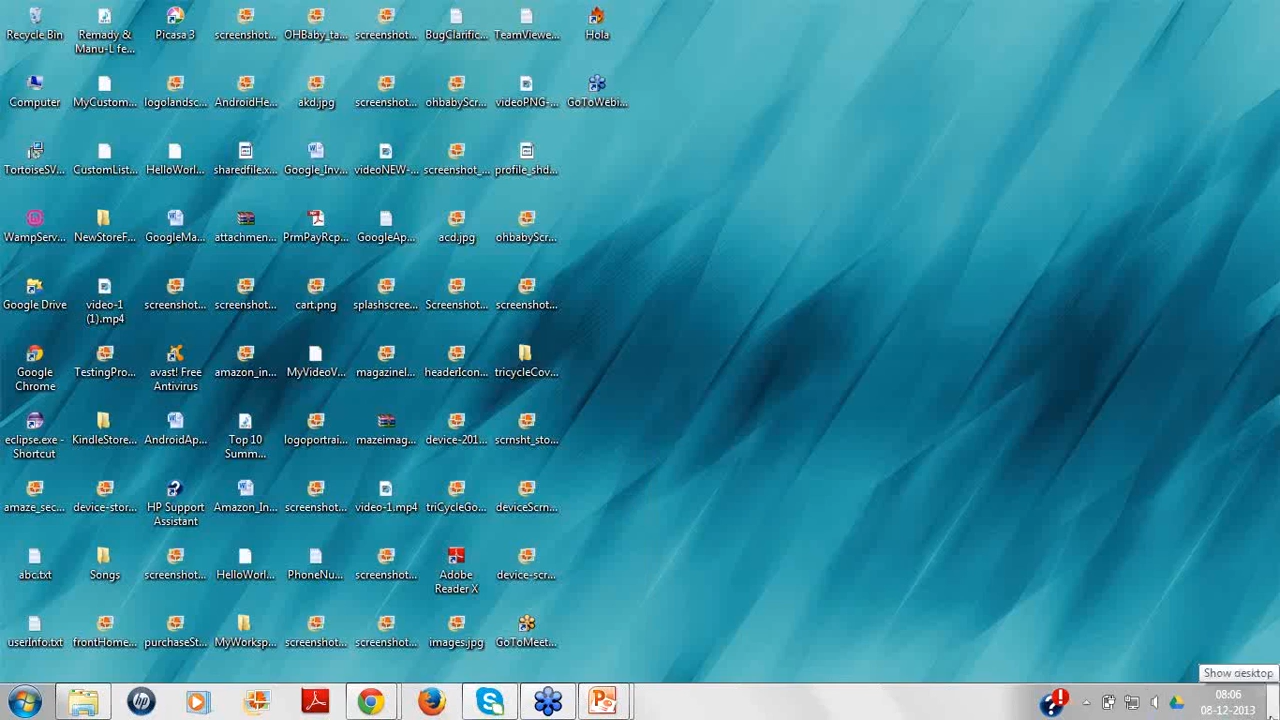 Recycle Bin
Remady &
Manu-L fe...
Picasa 3
screenshot...
OHBaby_ta...
screenshot...
BugClarific...
TeamViewe...
Hola
Computer
MyCustom...
logolandsc...
AndroidHe...
akd.jpg
screenshot...
ohbabyScr...
videoPNG-...
GoToWebi...
TortoiseSV...
CustomList...
HelloWorl...
sharedfile.x...
Google_Inv...
videoNEW-...
screenshot_...
profile_shd...
WampServ...
NewStoreF...
GoogleMa...
attachmen...
PrmPayRcp...
GoogleAp...
acd.jpg
ohbabyScr...
Google Drive
video-1
(1).mp4
screenshot...
screenshot...
cart.png
splashscree...
Screenshot...
screenshot...
Google
Chrome
TestingPro...
avast! Free
Antivirus
amazon_in...
MyVideoV...
magazineI...
headerIcon...
tricycleCov...
eclipse.exe -
Shortcut
KindleStore...
AndroidAp...
Top 10
Summ...
logoportrai...
mazeimag...
device-201...
scrnsht_sto...
amaze_sec...
device-stor...
HP Support
Assistant
Amazon_In...
screenshot...
video-1.mp4
triCycleGo...
deviceScrn...
abc.txt
Songs
screenshot...
HelloWorl...
PhoneNu...
screenshot...
Adobe
Reader X
device-scr...
userInfo.txt
frontHome...
purchaseSt...
MyWorksp...
screenshot...
screenshot...
images.jpg
GoToMeet...
Show desktop
08:06
08-12-2013